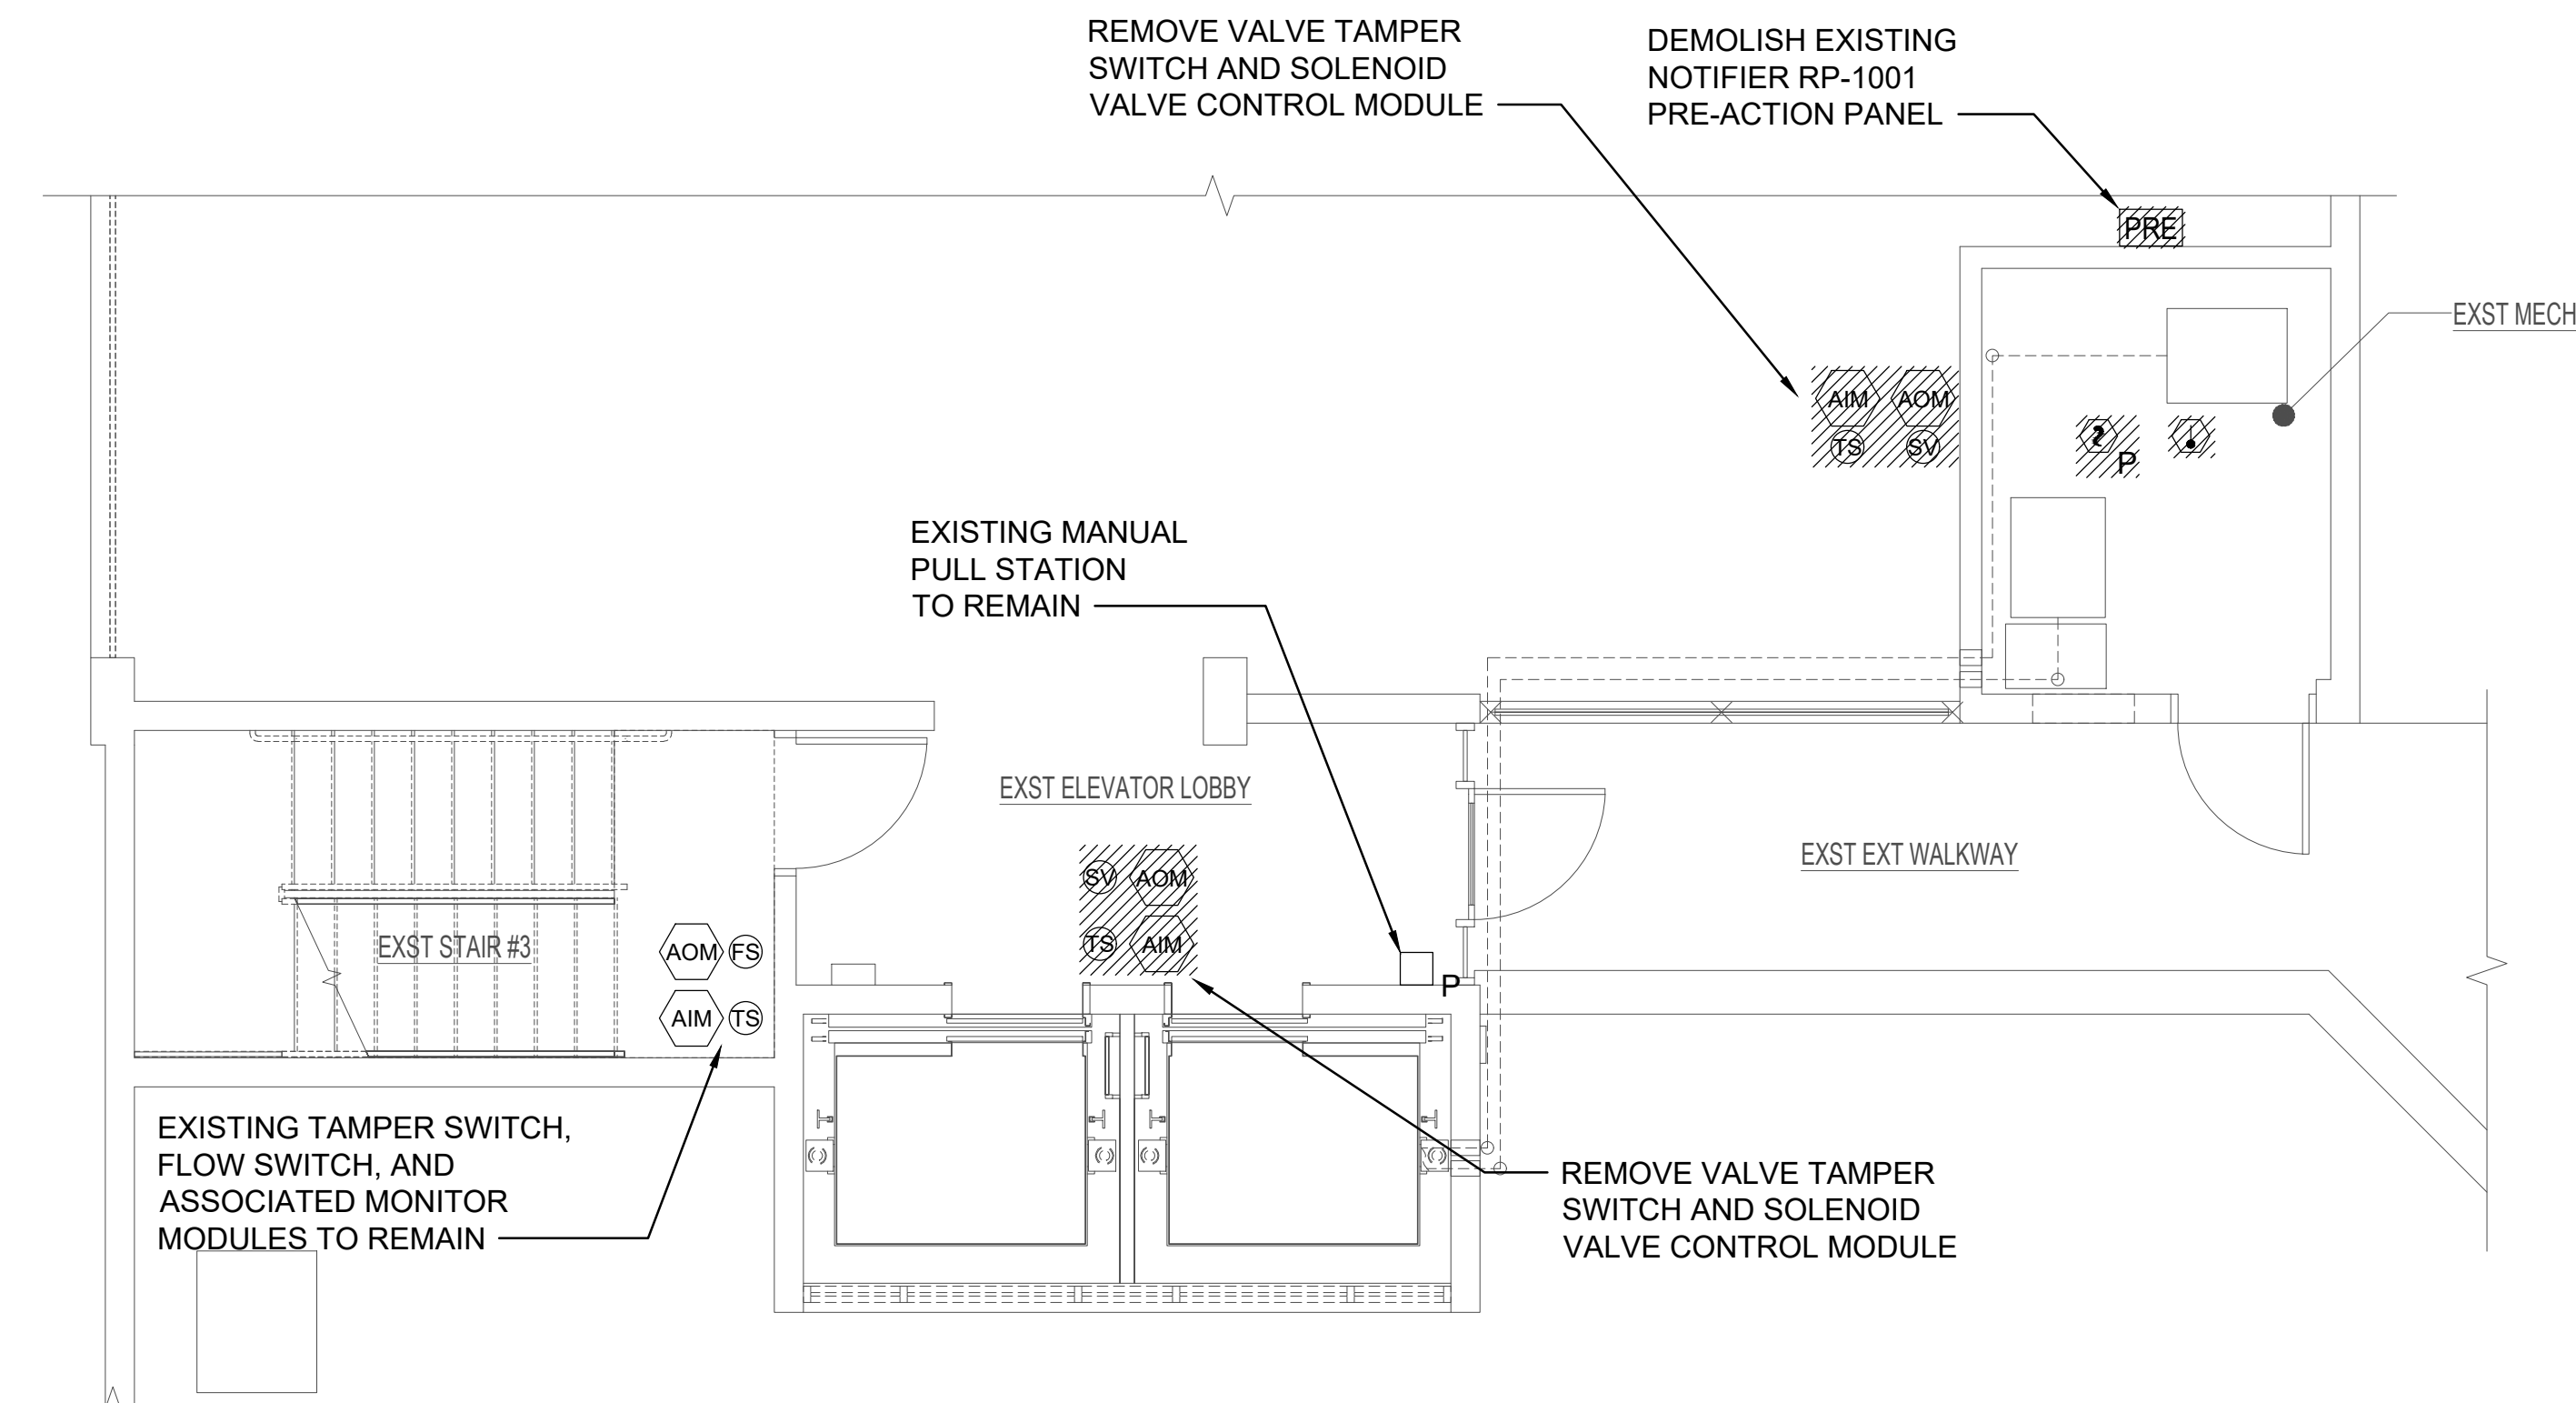 REMOVE VALVE TAMPER
SWITCH AND SOLENOID
VALVE CONTROL MODULE
DEMOLISH EXISTING
NOTIFIER RP-1001
PRE-ACTION PANEL
PRE
EXST MECH
AIM AOM
TS SV
P
EXISTING MANUAL
PULL STATION
TO REMAIN
EXST ELEVATOR LOBBY
EXST EXT WALKWAY
SV AOM
TS AIM
P
EXST STAIR #3
AOM FS
AIM TS
EXISTING TAMPER SWITCH,
FLOW SWITCH, AND
ASSOCIATED MONITOR
MODULES TO REMAIN
REMOVE VALVE TAMPER
SWITCH AND SOLENOID
VALVE CONTROL MODULE